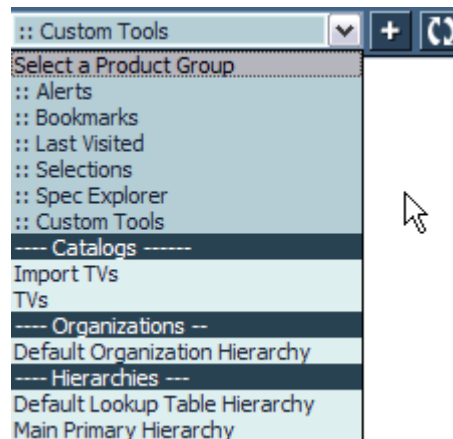 :: Custom Tools
+
Select a Product Group
:: Alerts
:: Bookmarks
:: Last Visited
:: Selections
:: Spec Explorer
:: Custom Tools
---- Catalogs ------
Import TVs
TVs
---- Organizations --
Default Organization Hierarchy
---- Hierarchies ---
Default Lookup Table Hierarchy
Main Primary Hierarchy